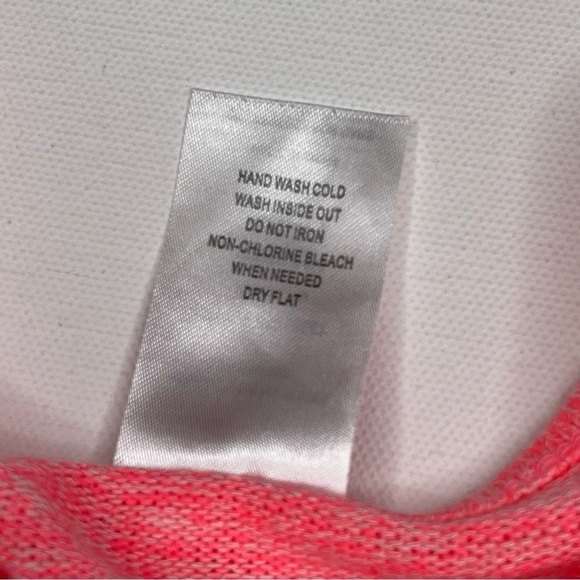 HAND WASH COLD
WASH INSIDE OUT
DO NOT IRON
NON-CHLORINE BLEACH
WHEN NEEDED
DRY FLAT